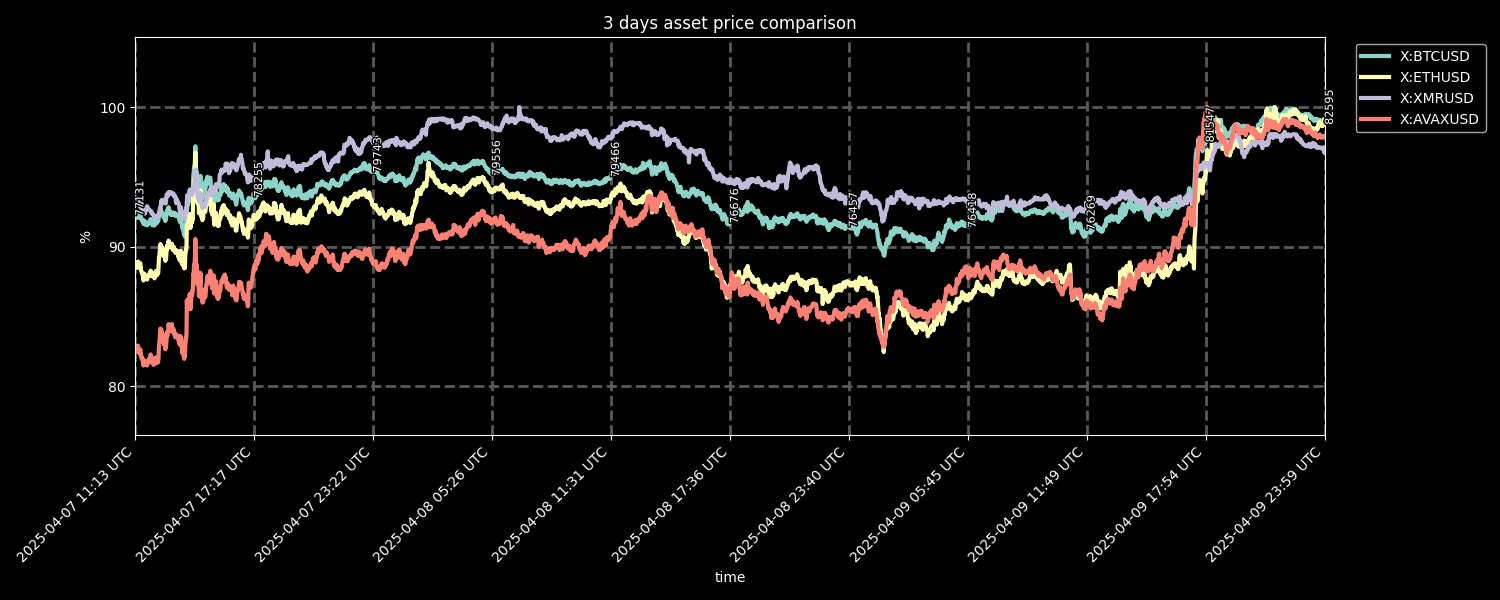 3 days asset price comparison
X:BTCUSD
X:ETHUSD
X:XMRUSD
X:AVAXUSD
100
90
80
%
77131
78255
79743
79556
79466
76676
76457
76418
76269
81547
82595
2025-04-07 11:13 UTC
2025-04-07 17:17 UTC
2025-04-07 23:22 UTC
2025-04-08 05:26 UTC
2025-04-08 11:31 UTC
2025-04-08 17:36 UTC
2025-04-08 23:40 UTC
2025-04-09 05:45 UTC
2025-04-09 11:49 UTC
2025-04-09 17:54 UTC
2025-04-09 23:59 UTC
time